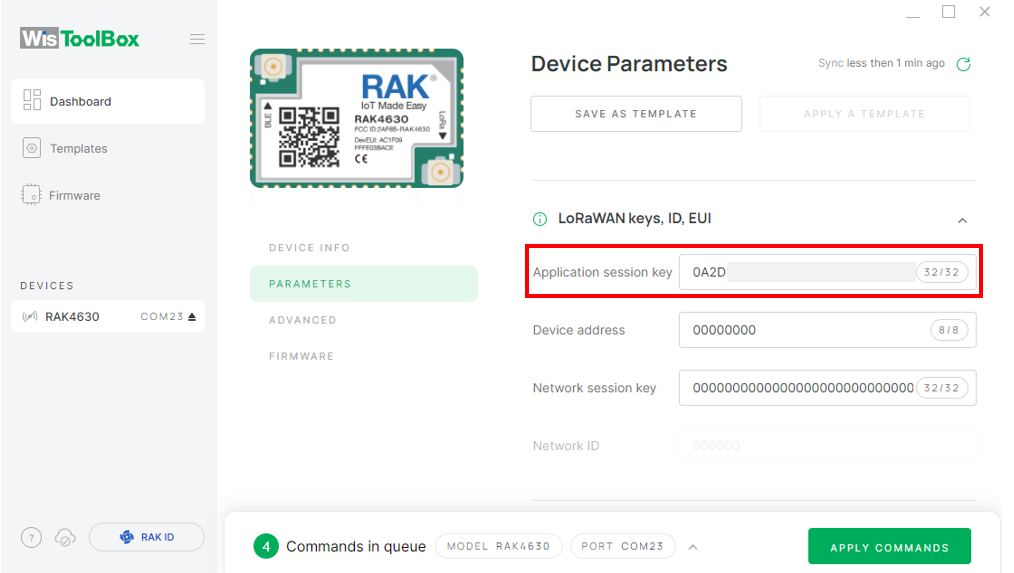 WisToolBox
Dashboard
Templates
Firmware
DEVICES
RAK4630 COM23
?
RAK ID
RAK®
IoT Made Easy
RAK4630
FCC ID:2AF6B-RAK4630
DevEUI: AC1F09
FFFE03BACE
CE
BLE
LoRa
DEVICE INFO
PARAMETERS
ADVANCED
FIRMWARE
Device Parameters
Sync less then 1 min ago
SAVE AS TEMPLATE
APPLY A TEMPLATE
LoRaWAN keys, ID, EUI
Application session key 0A2D 32/32
Device address 00000000 8/8
Network session key 00000000000000000000000000000 32/32
Network ID 000000
4 Commands in queue MODEL RAK4630 PORT COM23
APPLY COMMANDS